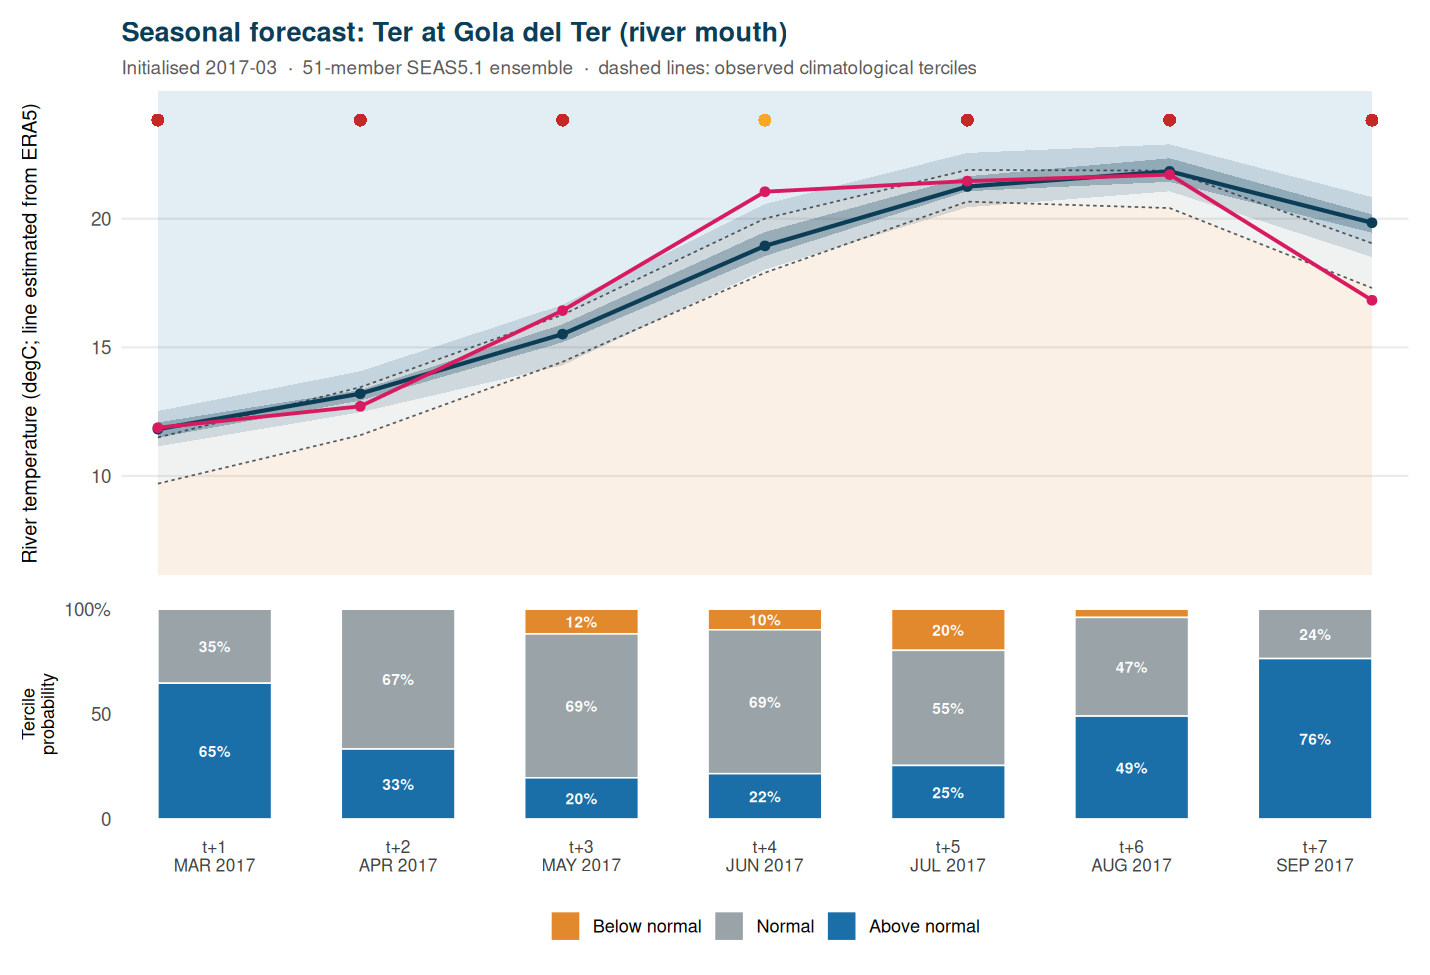 Seasonal forecast: Ter at Gola del Ter (river mouth)
Initialised 2017-03 · 51-member SEAS5.1 ensemble · dashed lines: observed climatological terciles
River temperature (degC; line estimated from ERA5)
20
15
10
Tercile
probability
100%
50
0
35%
65%
67%
33%
12%
69%
20%
10%
69%
22%
20%
55%
25%
47%
49%
24%
76%
t+1
MAR 2017
t+2
APR 2017
t+3
MAY 2017
t+4
JUN 2017
t+5
JUL 2017
t+6
AUG 2017
t+7
SEP 2017
Below normal
Normal
Above normal